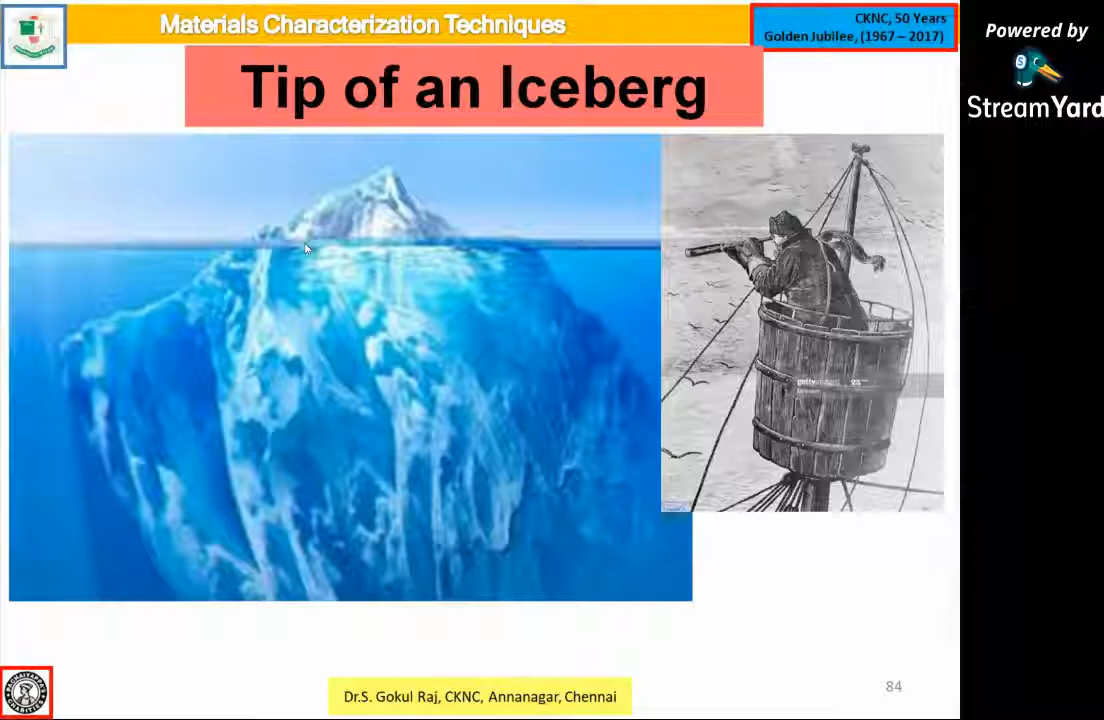 Materials Characterization Techniques
CKNC, 50 Years
Golden Jubilee, (1967 – 2017)
Powered by
S
StreamYard
Tip of an Iceberg
Dr.S. Gokul Raj, CKNC, Annanagar, Chennai
84